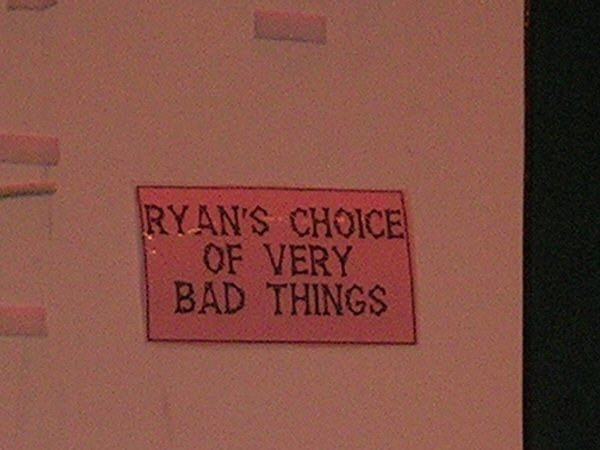 RYAN'S CHOICE
OF VERY
BAD THINGS